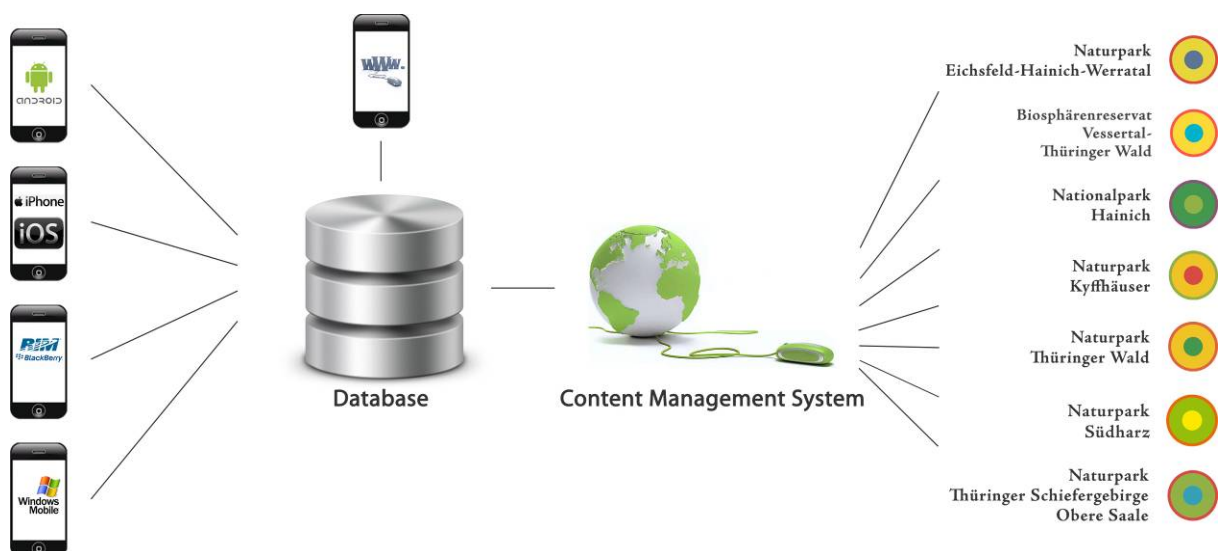 android
www.
iPhone
iOS
RIM
BlackBerry
Windows
Mobile
Database
Content Management System
Naturpark
Eichsfeld-Hainich-Werratal
Biosphärenreservat
Vessertal-
Thüringer Wald
Nationalpark
Hainich
Naturpark
Kyffhäuser
Naturpark
Thüringer Wald
Naturpark
Südharz
Naturpark
Thüringer Schiefergebirge
Obere Saale